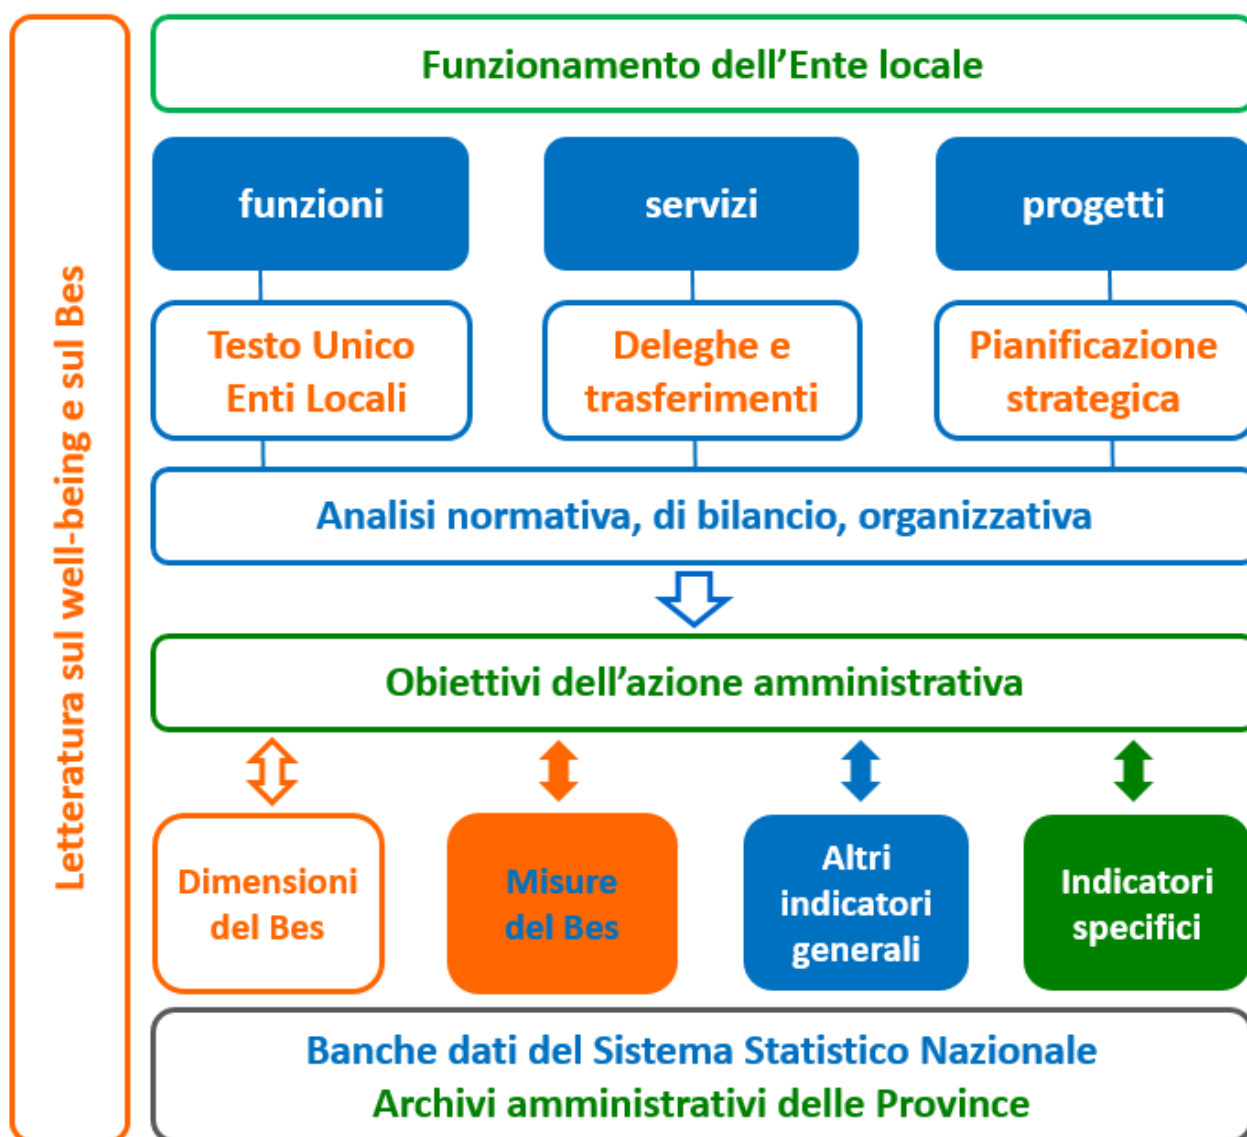 Letteratura sul well-being e sul Bes
Funzionamento dell’Ente locale
funzioni
servizi
progetti
Testo Unico
Enti Locali
Deleghe e
trasferimenti
Pianificazione
strategica
Analisi normativa, di bilancio, organizzativa
Obiettivi dell’azione amministrativa
Dimensioni
del Bes
Misure
del Bes
Altri
indicatori
generali
Indicatori
specifici
Banche dati del Sistema Statistico Nazionale
Archivi amministrativi delle Province